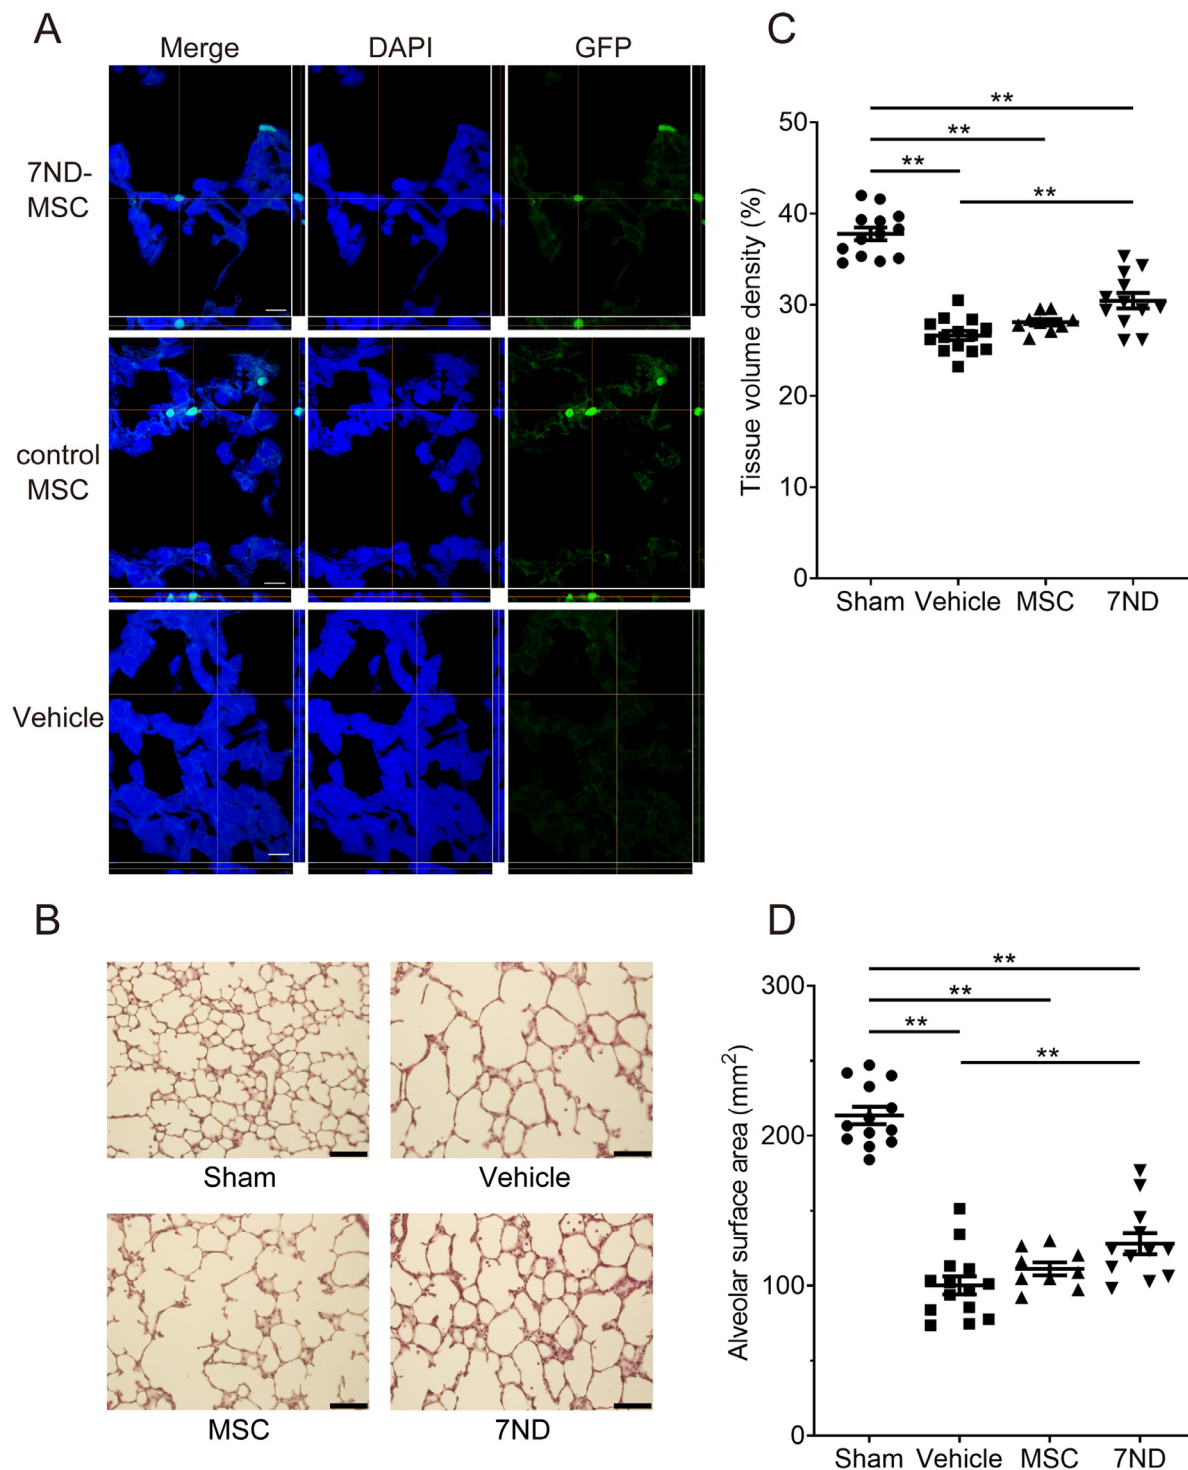 A
Merge DAPI GFP
7ND-
MSC
control
MSC
Vehicle
B
Sham Vehicle
MSC 7ND
C
**
**
**
**
Tissue volume density (%)
50
40
30
20
10
0
Sham Vehicle MSC 7ND
D
**
**
**
**
Alveolar surface area (mm²)
300
200
100
0
Sham Vehicle MSC 7ND